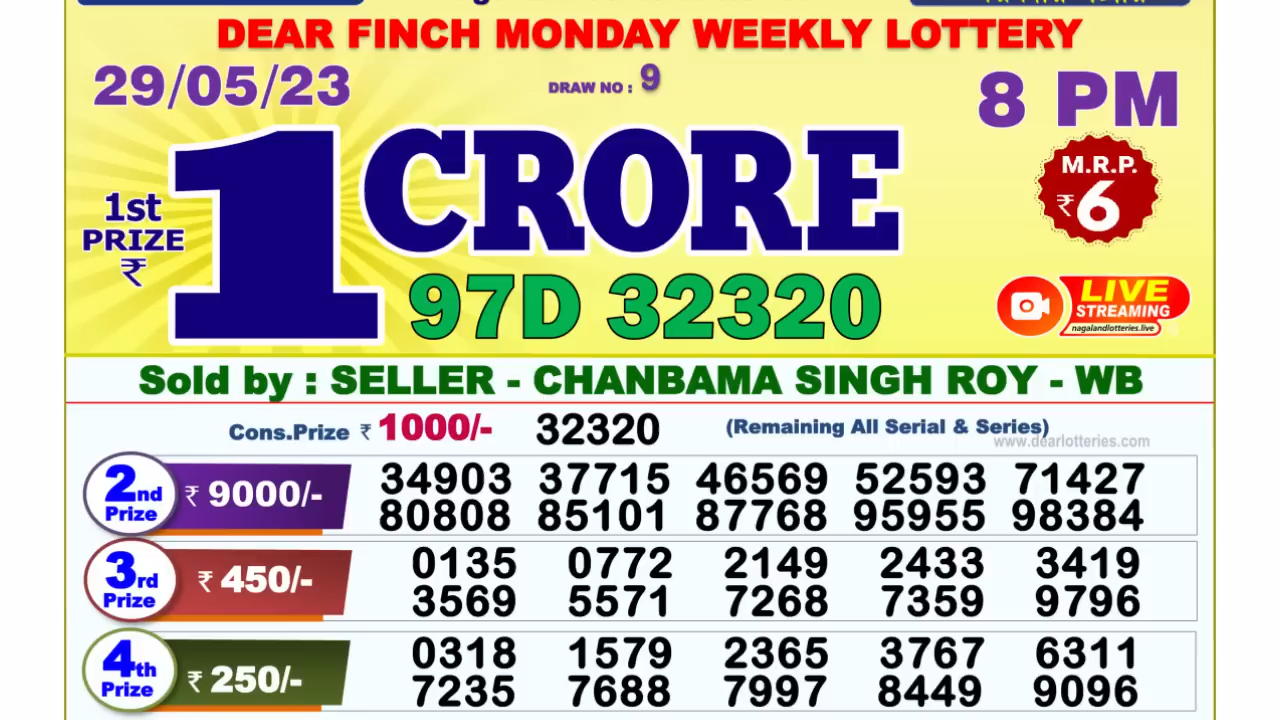 DEAR FINCH MONDAY WEEKLY LOTTERY
29/05/23
DRAW NO : 9
8 PM
1st
PRIZE
₹
1 CRORE
M.R.P.
₹ 6
97D 32320
LIVE
STREAMING
nagalandlotteries.live
Sold by : SELLER - CHANBAMA SINGH ROY - WB
Cons.Prize ₹ 1000/- 32320 (Remaining All Serial & Series)
www.dearlotteries.com
2nd Prize ₹ 9000/-
34903 37715 46569 52593 71427
80808 85101 87768 95955 98384
3rd Prize ₹ 450/-
0135 0772 2149 2433 3419
3569 5571 7268 7359 9796
4th Prize ₹ 250/-
0318 1579 2365 3767 6311
7235 7688 7997 8449 9096